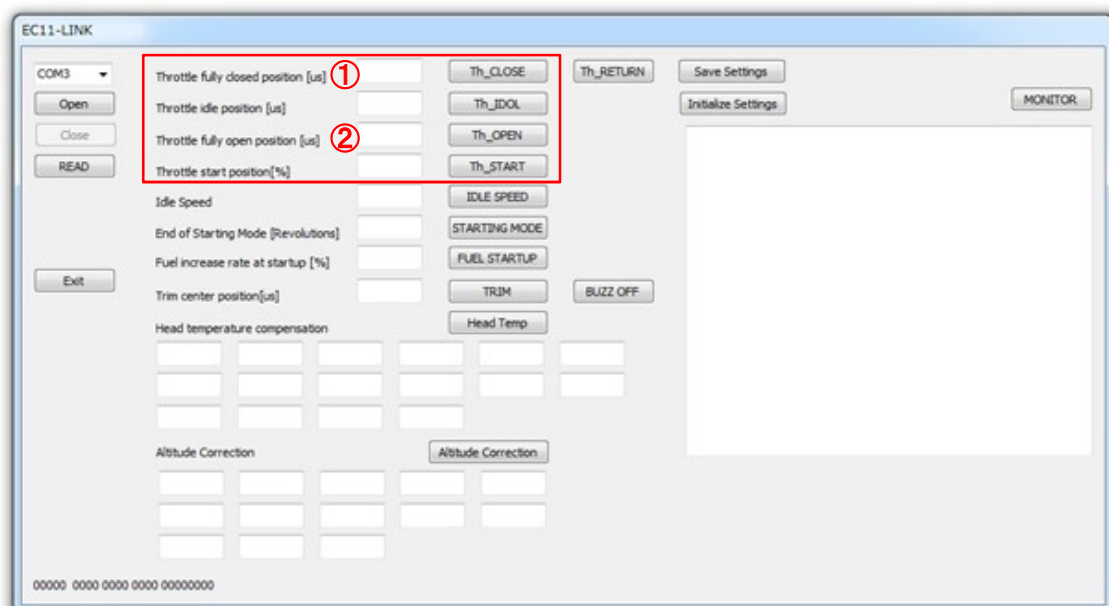 EC11-LINK
COM3
Throttle fully closed position [us] ① Th_CLOSE Th_RETURN Save Settings
Open Throttle idle position [us] Th_IDOL Initialize Settings MONITOR
Close Throttle fully open position [us] ② Th_OPEN
READ Throttle start position[%] Th_START
Idle Speed IDLE SPEED
End of Starting Mode [Revolutions] STARTING MODE
Fuel increase rate at startup [%] FUEL STARTUP
Exit
Trim center position[us] TRIM BUZZ OFF
Head temperature compensation Head Temp
Altitude Correction Altitude Correction
00000 0000 0000 0000 00000000